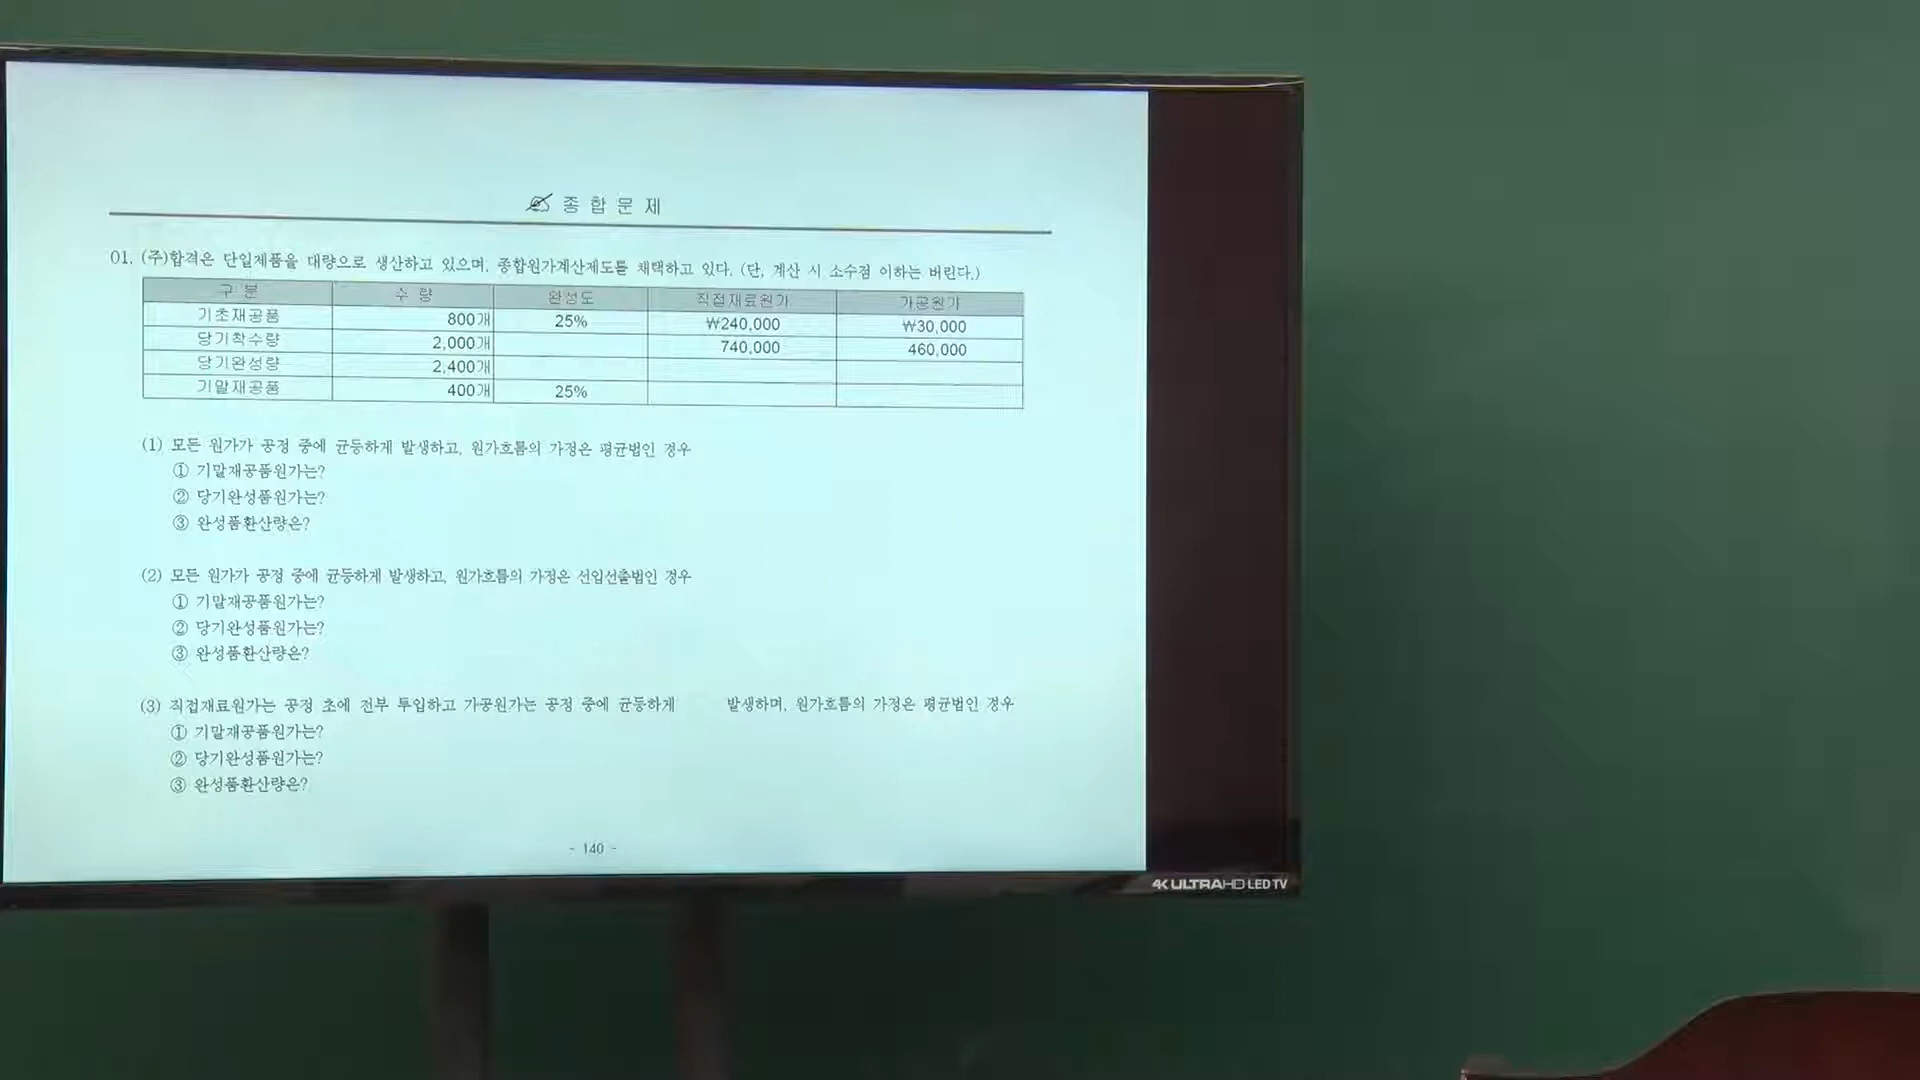 종 합 문 제
01. (주)합격은 단일제품을 대량으로 생산하고 있으며, 종합원가계산제도를 채택하고 있다. (단, 계산 시 소수점 이하는 버린다.)
구 분 수 량 완성도 직접재료원가 가공원가
기초재공품 800개 25% ₩240,000 ₩30,000
당기착수량 2,000개 740,000 460,000
당기완성량 2,400개
기말재공품 400개 25%
(1) 모든 원가가 공정 중에 균등하게 발생하고, 원가흐름의 가정은 평균법인 경우
① 기말재공품원가는?
② 당기완성품원가는?
③ 완성품환산량은?
(2) 모든 원가가 공정 중에 균등하게 발생하고, 원가흐름의 가정은 선입선출법인 경우
① 기말재공품원가는?
② 당기완성품원가는?
③ 완성품환산량은?
(3) 직접재료원가는 공정 초에 전부 투입하고 가공원가는 공정 중에 균등하게 발생하며, 원가흐름의 가정은 평균법인 경우
① 기말재공품원가는?
② 당기완성품원가는?
③ 완성품환산량은?
- 140 -
4K ULTRA HD LED TV